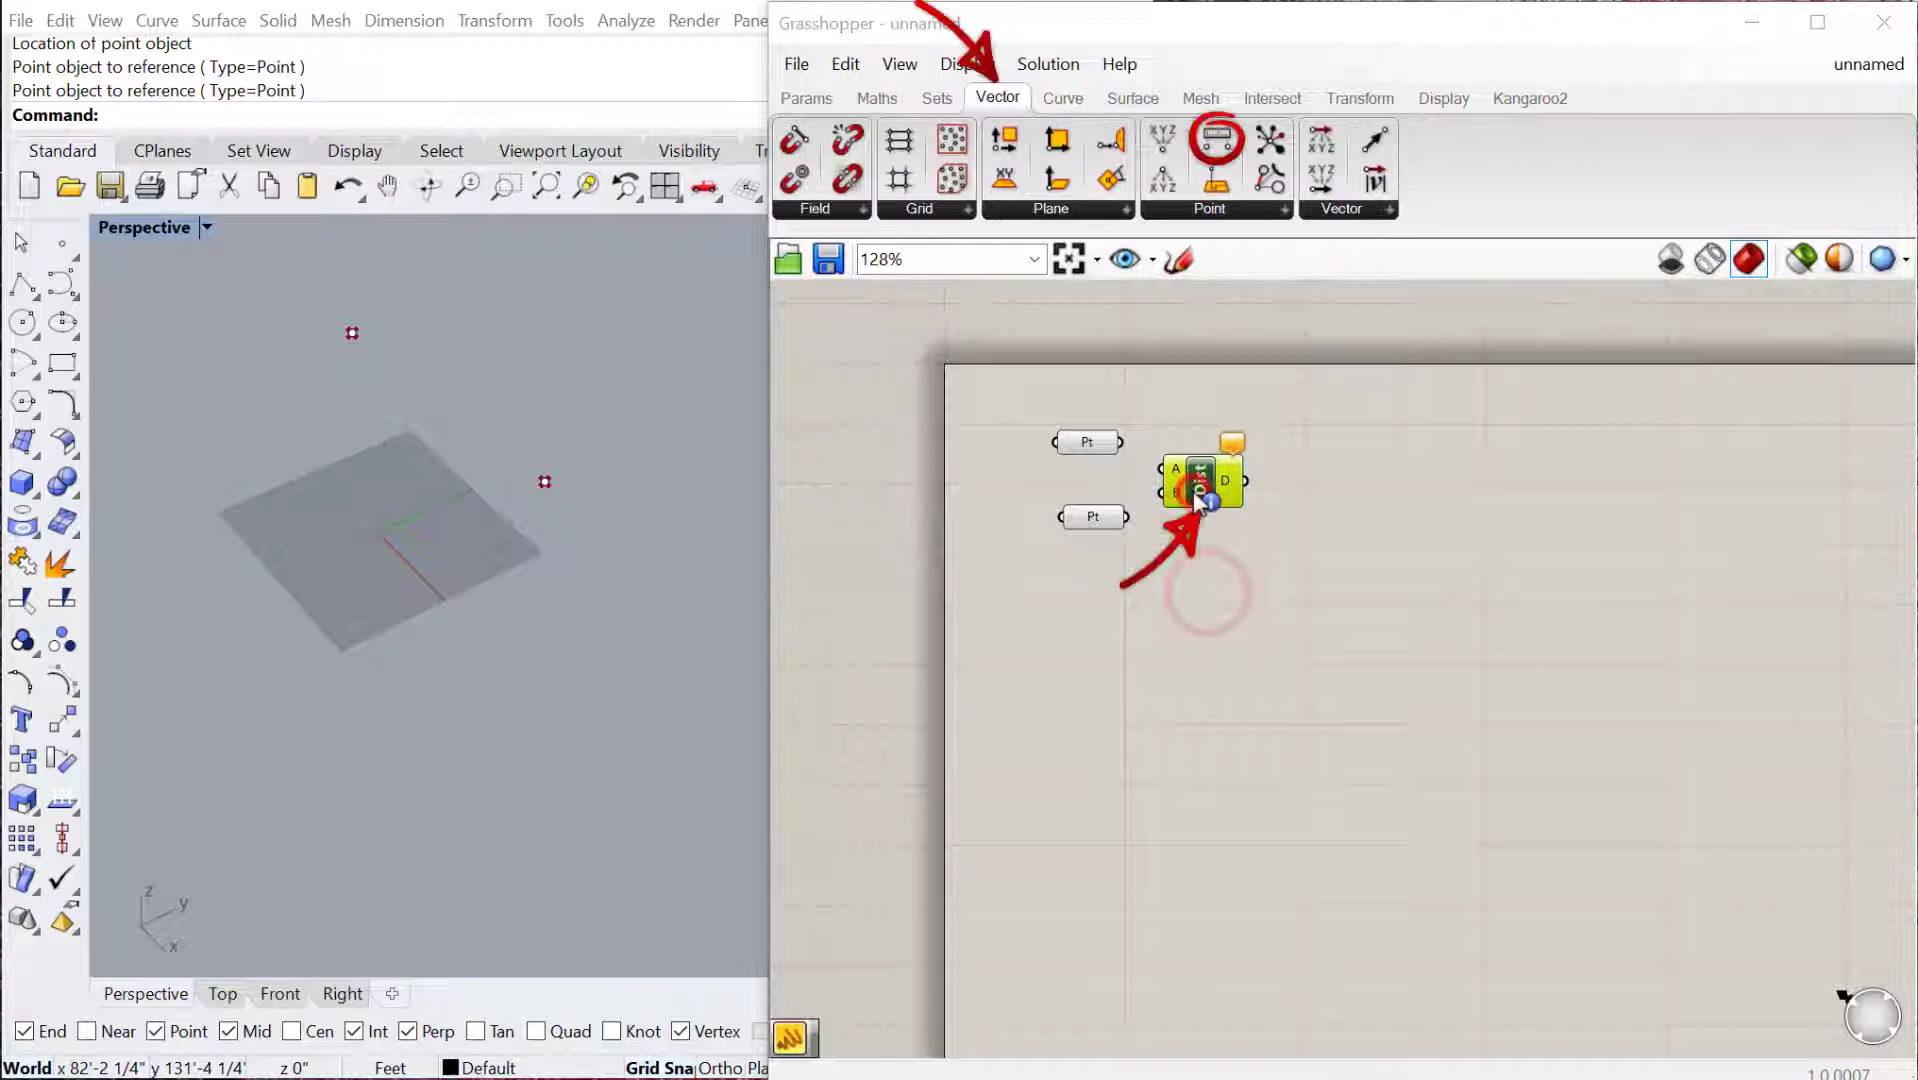 File Edit View Curve Surface Solid Mesh Dimension Transform Tools Analyze Render Pane
Location of point object
Point object to reference ( Type=Point )
Point object to reference ( Type=Point )
Command:
Standard CPlanes Set View Display Select Viewport Layout Visibility
Perspective
z
y
x
Perspective Top Front Right
End Near Point Mid Cen Int Perp Tan Quad Knot Vertex
World x 82'-2 1/4" y 131'-4 1/4" z 0" Feet Default Grid Sna Ortho Pla
Grasshopper - unnamed
File Edit View Solution Help unnamed
Params Maths Sets Vector Curve Surface Mesh Intersect Transform Display Kangaroo2
XY XYZ XYZ XYZ XYZ
Field Grid Plane Point Vector
128%
Pt
A D
Pt
1.0.0007